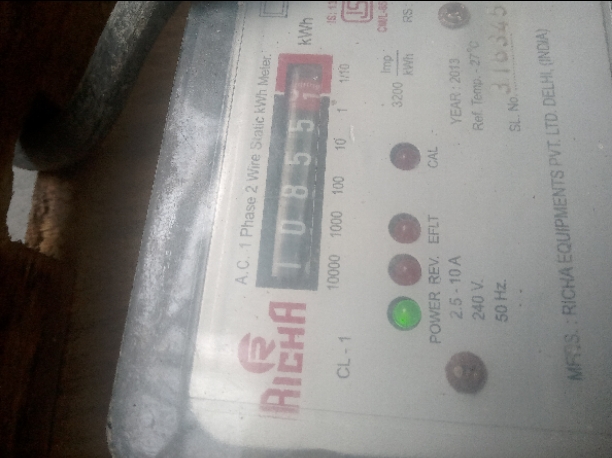 A.C. 1 Phase 2 Wire Static kWh Meter.
kWh
1 0 8 5 5
10000 1000 100 10 1 1/10
RICHA
CL - 1
Imp
3200 kWh
POWER REV. EFLT CAL
2.5 - 10 A
240 V.
50 Hz.
YEAR : 2013
Ref. Temp. - 27°C
SL. No.
MFRS. : RICHA EQUIPMENTS PVT. LTD. DELHI, (INDIA)